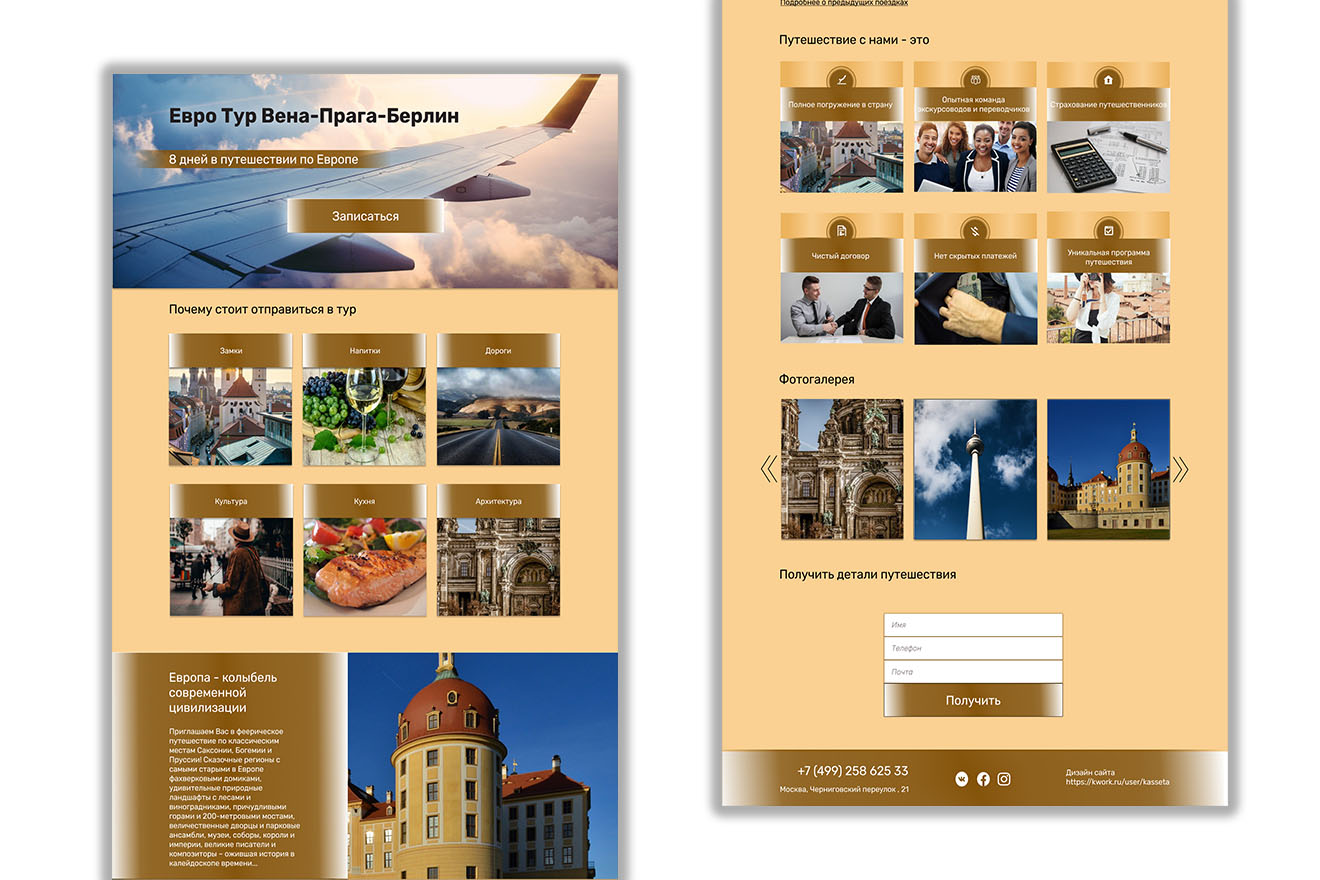 Евро Тур Вена-Прага-Берлин
8 дней в путешествии по Европе
Записаться
Почему стоит отправиться в тур
Замки
Напитки
Дороги
Культура
Кухня
Архитектура
Европа - колыбель
современной
цивилизации
Приглашаем Вас в феерическое
путешествие по классическим
местам Саксонии, Богемии и
Пруссии! Сказочные регионы с
самыми старыми в Европе
фахверковыми домиками,
удивительные природные
ландшафты с лесами и
виноградниками, причудливыми
горами и 200-метровыми мостами,
величественные дворцы и парковые
ансамбли, музеи, соборы, короли и
империи, великие писатели и
композиторы – ожившая история в
калейдоскопе времени...
Подробнее о предыдущих поездках
Путешествие с нами - это
Полное погружение в страну
Опытная команда
экскурсоводов и переводчиков
Страхование путешественников
Чистый договор
Нет скрытых платежей
Уникальная программа
путешествия
Фотогалерея
Получить детали путешествия
Имя
Телефон
Почта
Получить
+7 (499) 258 625 33
Москва, Черниговский переулок , 21
Дизайн сайта
https://kwork.ru/user/kasseta